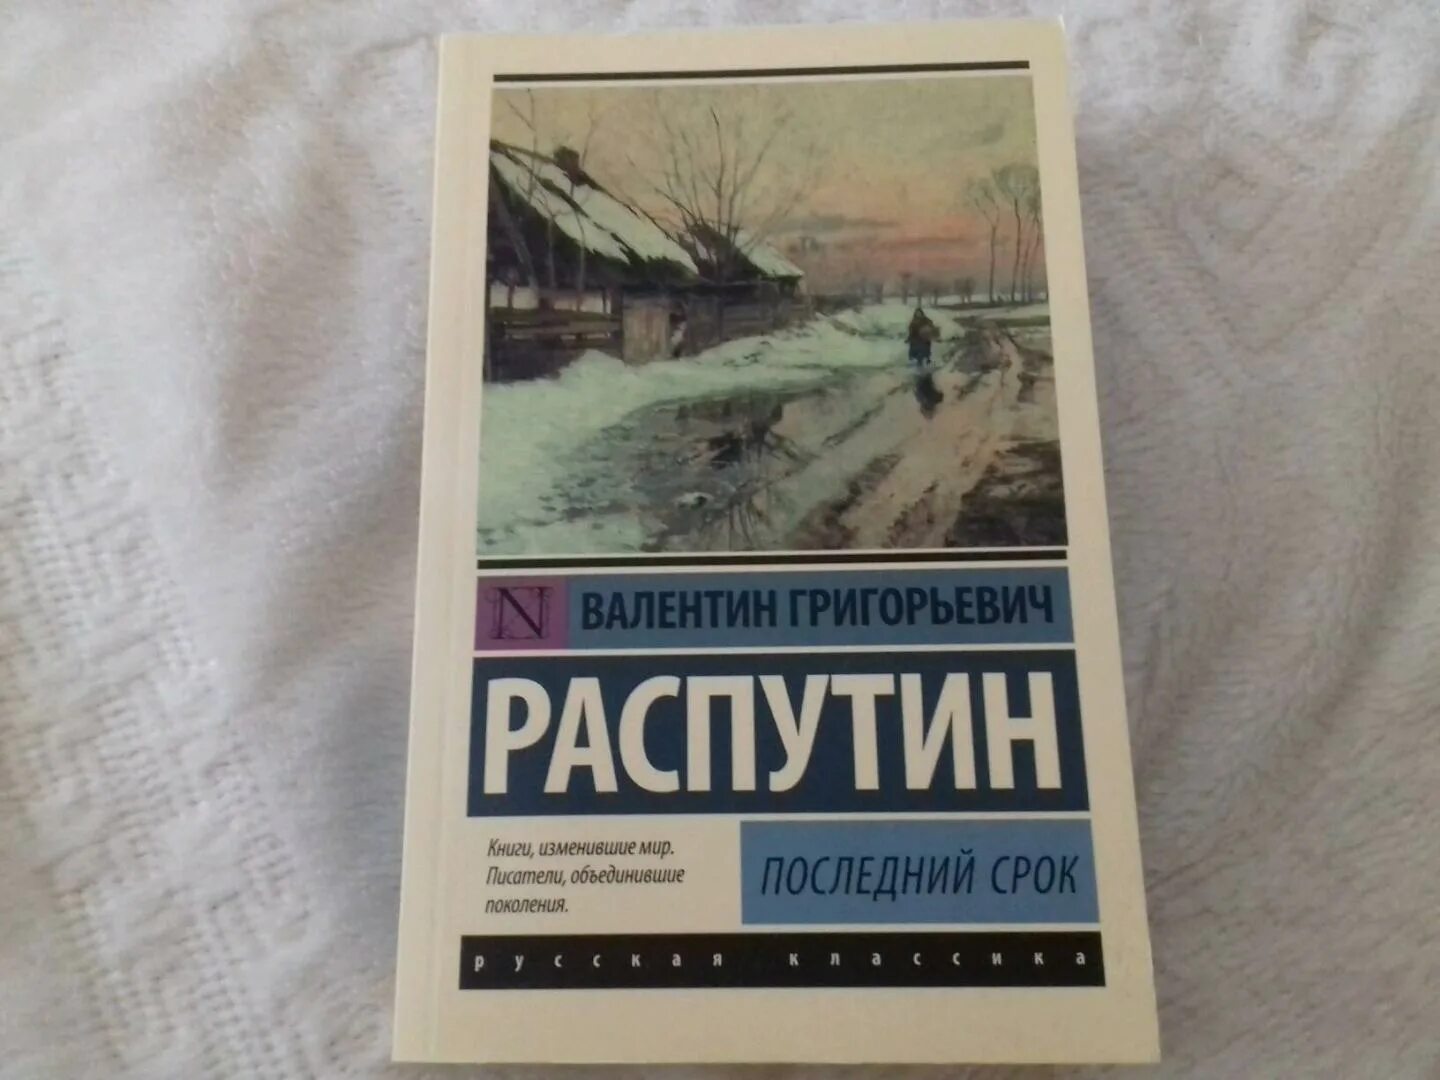 N ВАЛЕНТИН ГРИГОРЬЕВИЧ
РАСПУТИН
Книги, изменившие мир.
Писатели, объединившие
поколения.
ПОСЛЕДНИЙ СРОК
русская классика